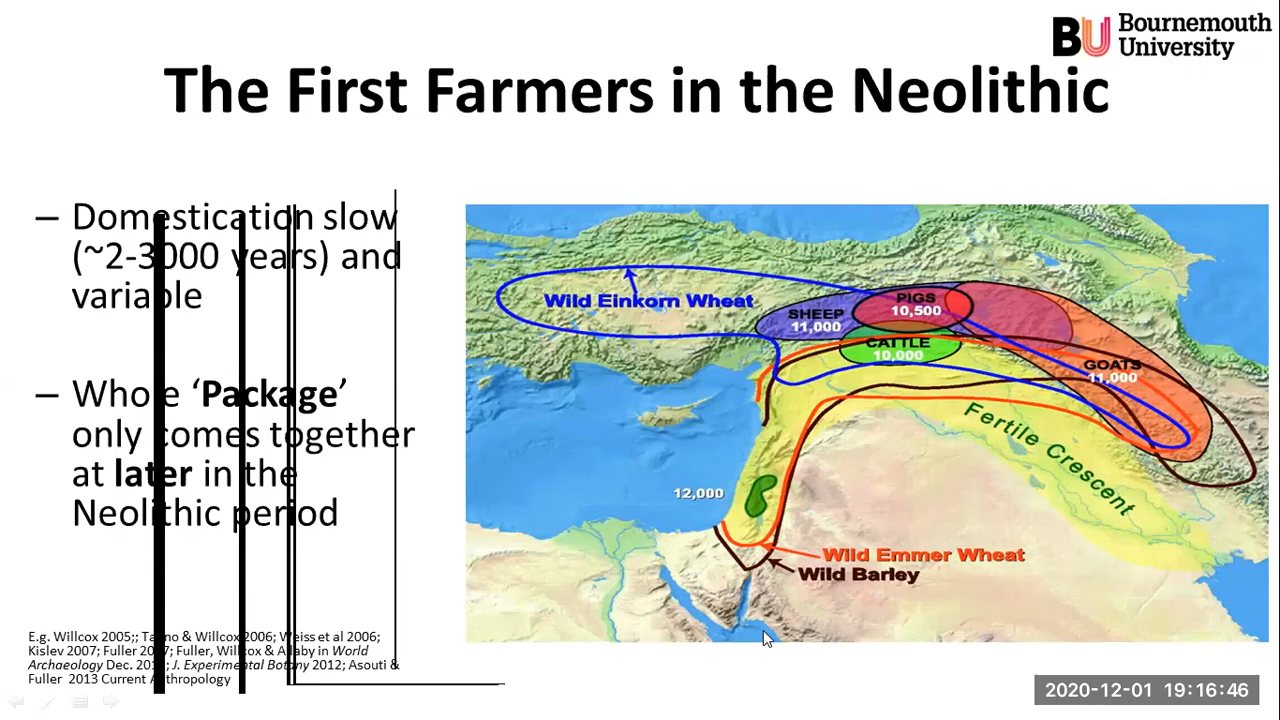 BU Bournemouth
University
The First Farmers in the Neolithic
– Domestication slow
(~2-3000 years) and
variable
– Whole ‘Package’
only comes together
at later in the
Neolithic period
E.g. Willcox 2005;; Tanno & Willcox 2006; Weiss et al 2006;
Kislev 2007; Fuller 2007; Fuller, Willcox & Allaby in World
Archaeology Dec. ; J. Experimental Botany 2012; Asouti &
Fuller 2013 Current Anthropology
Wild Einkorn Wheat
SHEEP
11,000
PIGS
10,500
CATTLE
10,000
GOATS
11,000
Fertile Crescent
12,000
Wild Emmer Wheat
Wild Barley
2020-12-01 19:16:46